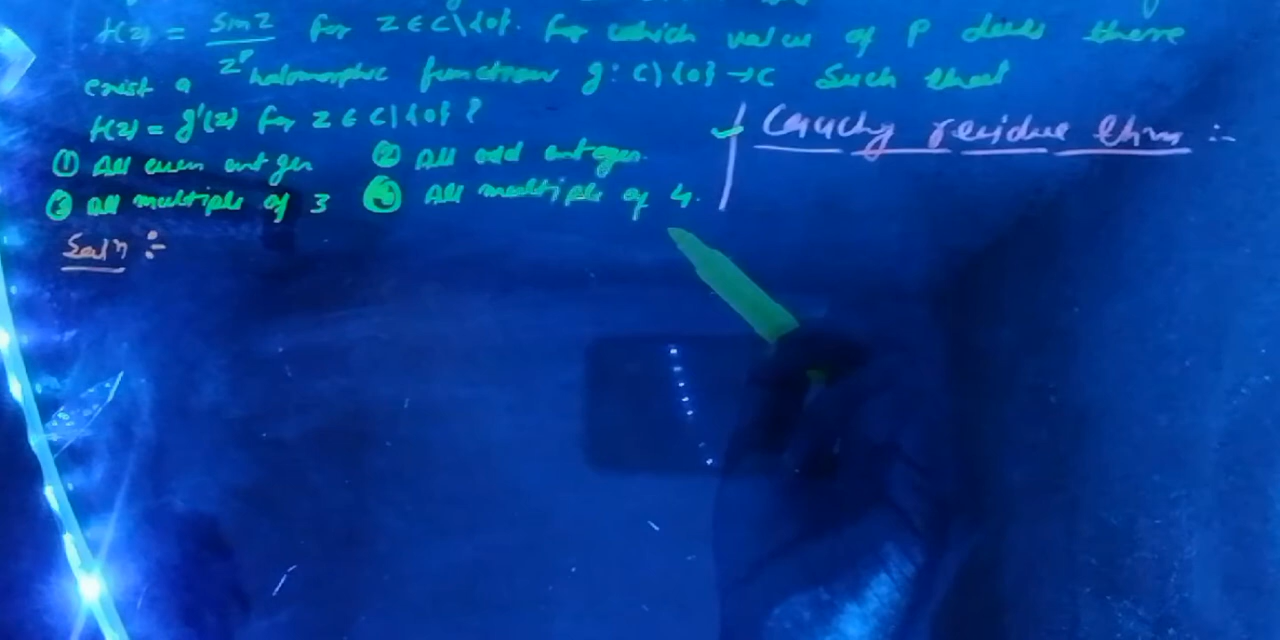 f(z) = sin z / z^p for z ∈ C\{0}. for which value of P does there
exist a holomorphic function g: C\{0} → C such that
f(z) = g'(z) for z ∈ C\{0}?
① All even integer ② All odd integer.
③ All multiple of 3 ④ All multiple of 4.
Cauchy residue thm :-
Sol'n :-